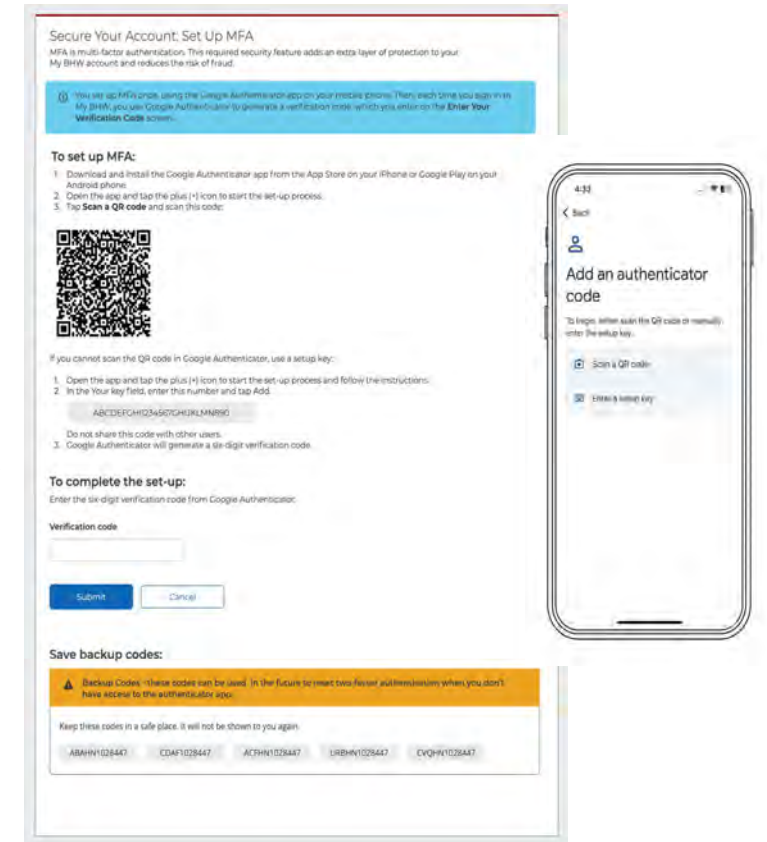 Secure Your Account: Set Up MFA
MFA is multi-factor authentication. This required security feature adds an extra layer of protection to your
My BHW account and reduces the risk of fraud.
You set up MFA once, using the Google Authenticator app on your mobile phone. Then, each time you sign in to
My BHW, you use Google Authenticator to generate a verification code, which you enter on the Enter Your
Verification Code screen.
To set up MFA:
1. Download and install the Google Authenticator app from the App Store on your iPhone or Google Play on your
Android phone.
2. Open the app and tap the plus (+) icon to start the set-up process.
3. Tap Scan a QR code and scan this code:
If you cannot scan the QR code in Google Authenticator, use a setup key:
1. Open the app and tap the plus (+) icon to start the set-up process and follow the instructions.
2. In the Your key field, enter this number and tap Add.
Do not share this code with other users.
3. Google Authenticator will generate a six-digit verification code.
To complete the set-up:
Enter the six-digit verification code from Google Authenticator.
Verification code
Submit
Cancel
Save backup codes:
Backup Codes - these codes can be used in the future to reset two-factor authentication when you don't
have access to the authenticator app.
Keep these codes in a safe place. It will not be shown to you again.
ABAHN1028447 CDAF1028447 ACFHN1028447 URBHN1028447 CVQHN1028447
4:33
Back
Add an authenticator
code
To begin, either scan the QR code or manually
enter the setup key.
Scan a QR code
Enter a setup key